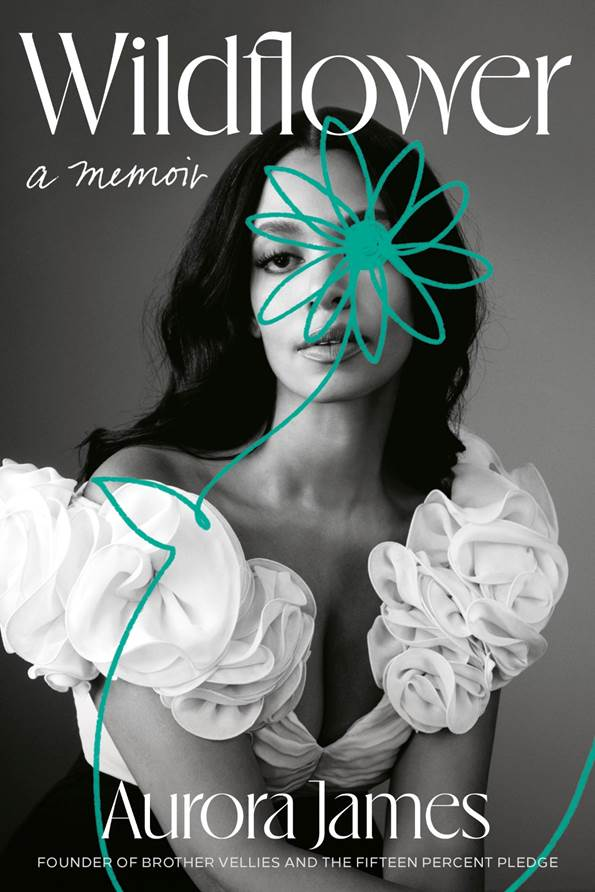 Wildflower
a memoir
Aurora James
FOUNDER OF BROTHER VELLIES AND THE FIFTEEN PERCENT PLEDGE